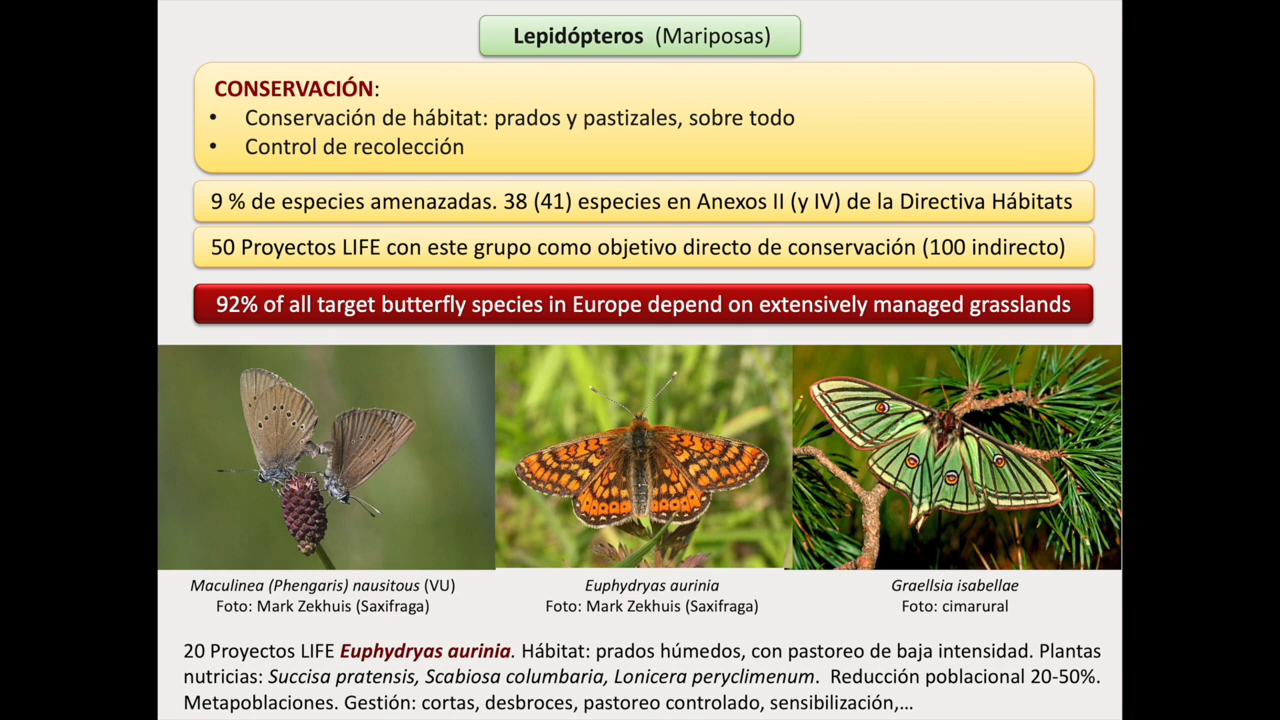 Lepidópteros (Mariposas)
CONSERVACIÓN:
• Conservación de hábitat: prados y pastizales, sobre todo
• Control de recolección
9 % de especies amenazadas. 38 (41) especies en Anexos II (y IV) de la Directiva Hábitats
50 Proyectos LIFE con este grupo como objetivo directo de conservación (100 indirecto)
92% of all target butterfly species in Europe depend on extensively managed grasslands
Maculinea (Phengaris) nausitous (VU)
Foto: Mark Zekhuis (Saxifraga)
Euphydryas aurinia
Foto: Mark Zekhuis (Saxifraga)
Graellsia isabellae
Foto: cimarural
20 Proyectos LIFE Euphydryas aurinia. Hábitat: prados húmedos, con pastoreo de baja intensidad. Plantas
nutricias: Succisa pratensis, Scabiosa columbaria, Lonicera peryclimenum. Reducción poblacional 20-50%.
Metapoblaciones. Gestión: cortas, desbroces, pastoreo controlado, sensibilización,...